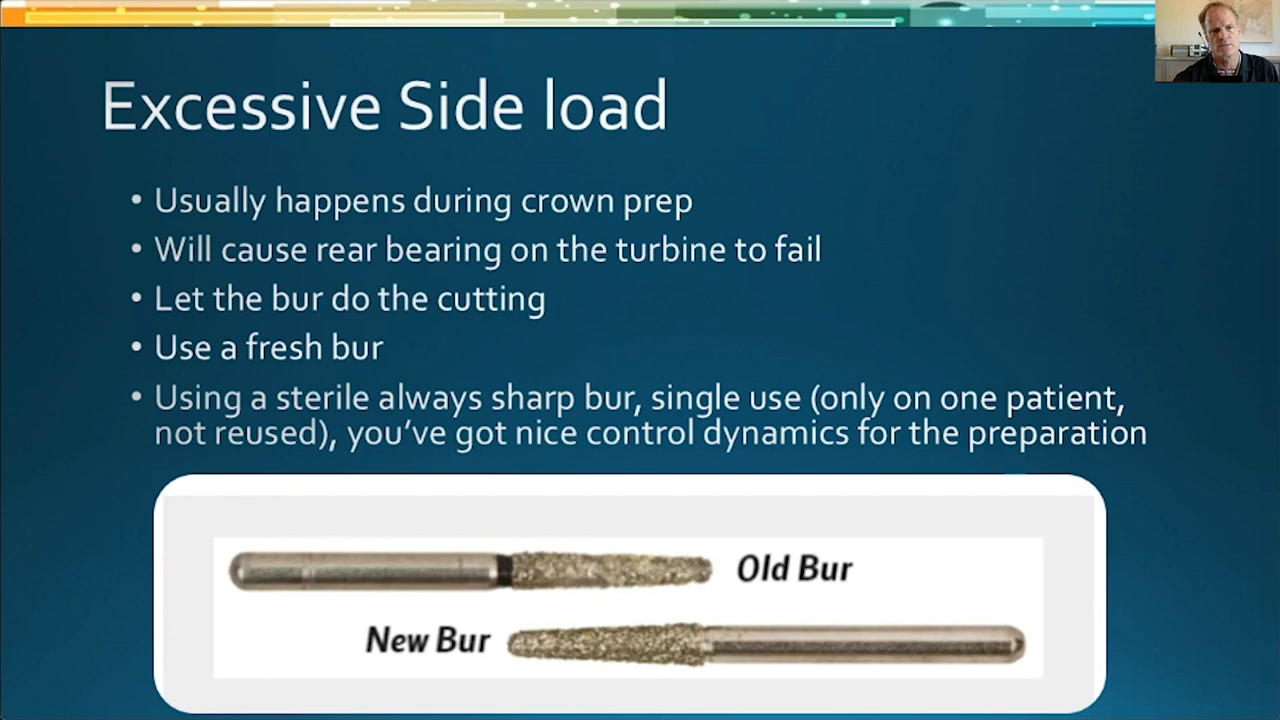 Excessive Side load
• Usually happens during crown prep
• Will cause rear bearing on the turbine to fail
• Let the bur do the cutting
• Use a fresh bur
• Using a sterile always sharp bur, single use (only on one patient,
not reused), you’ve got nice control dynamics for the preparation
Old Bur
New Bur